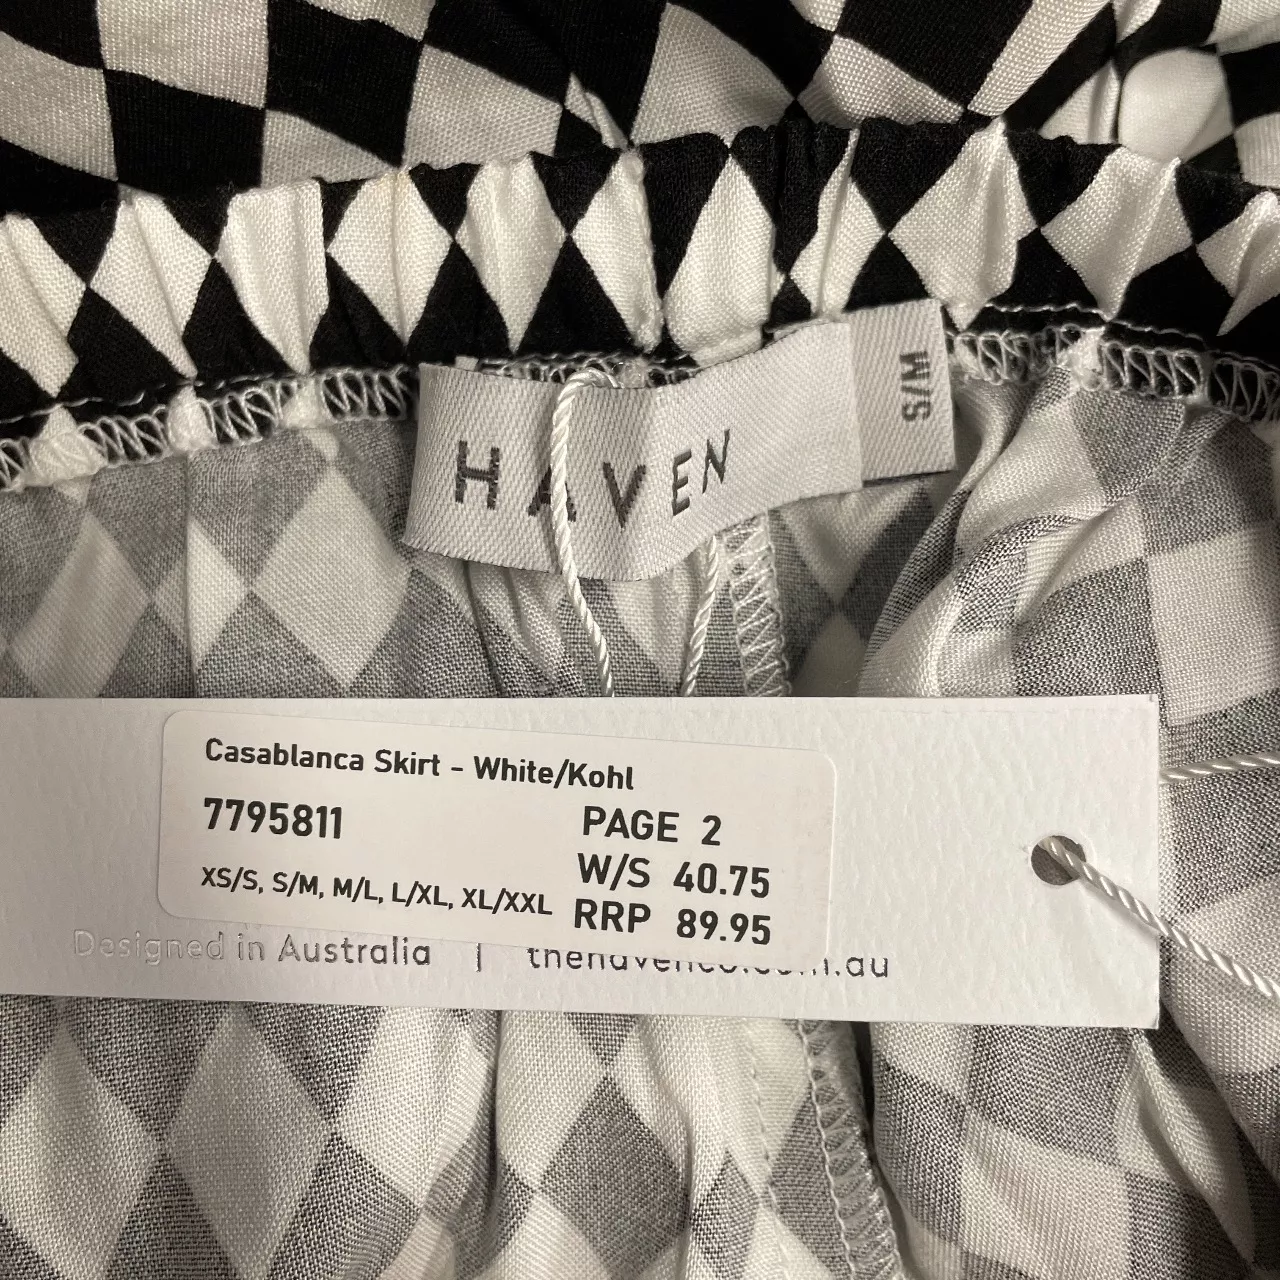 HAVEN
S/M
Casablanca Skirt - White/Kohl
7795811
PAGE 2
W/S 40.75
XS/S, S/M, M/L, L/XL, XL/XXL
RRP 89.95
Designed in Australia | thehavenco.com.au